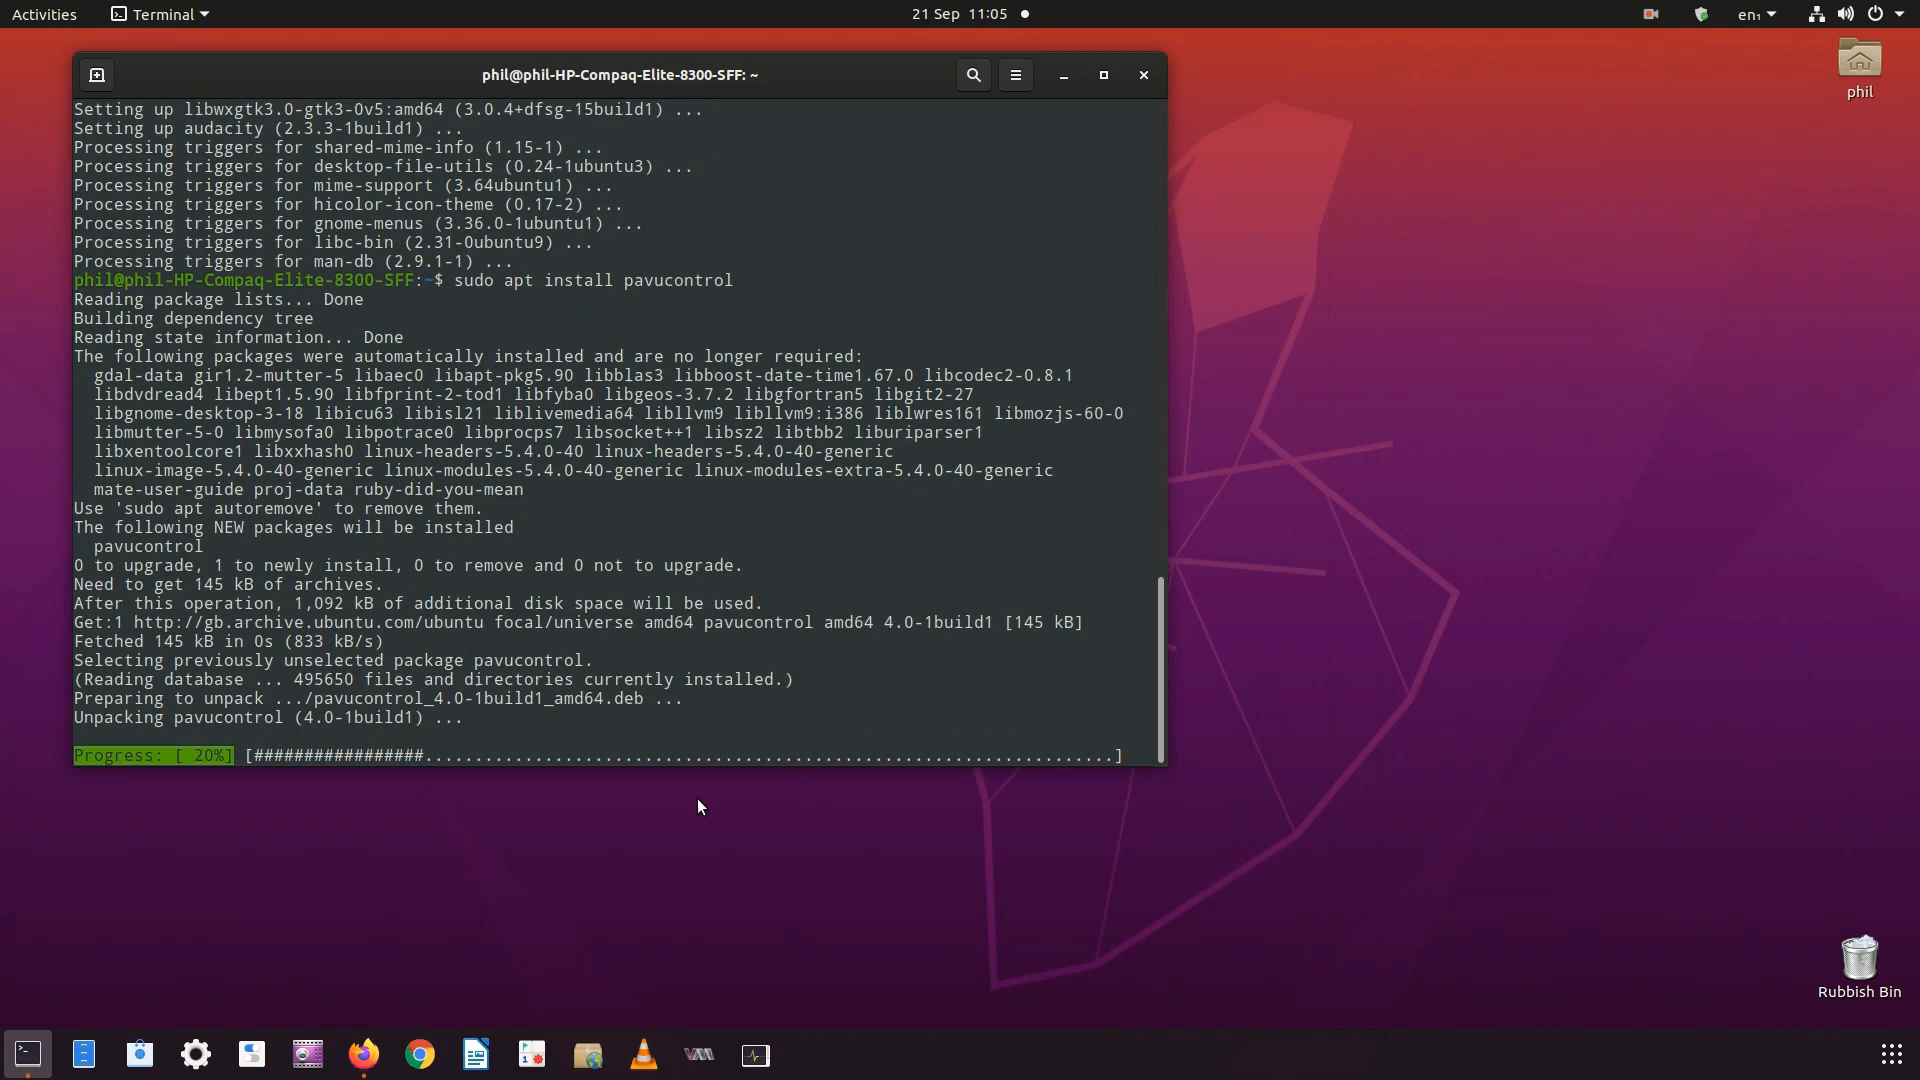 Activities Terminal 21 Sep 11:05 en₁
phil@phil-HP-Compaq-Elite-8300-SFF: ~
phil
Setting up libwxgtk3.0-gtk3-0v5:amd64 (3.0.4+dfsg-15build1) ...
Setting up audacity (2.3.3-1build1) ...
Processing triggers for shared-mime-info (1.15-1) ...
Processing triggers for desktop-file-utils (0.24-1ubuntu3) ...
Processing triggers for mime-support (3.64ubuntu1) ...
Processing triggers for hicolor-icon-theme (0.17-2) ...
Processing triggers for gnome-menus (3.36.0-1ubuntu1) ...
Processing triggers for libc-bin (2.31-0ubuntu9) ...
Processing triggers for man-db (2.9.1-1) ...
phil@phil-HP-Compaq-Elite-8300-SFF:~$ sudo apt install pavucontrol
Reading package lists... Done
Building dependency tree
Reading state information... Done
The following packages were automatically installed and are no longer required:
  gdal-data gir1.2-mutter-5 libaec0 libapt-pkg5.90 libblas3 libboost-date-time1.67.0 libcodec2-0.8.1
  libdvdread4 libept1.5.90 libfprint-2-tod1 libfyba0 libgeos-3.7.2 libgfortran5 libgit2-27
  libgnome-desktop-3-18 libicu63 libisl21 liblivemedia64 libllvm9 libllvm9:i386 liblwres161 libmozjs-60-0
  libmutter-5-0 libmysofa0 libpotrace0 libprocps7 libsocket++1 libsz2 libtbb2 liburiparser1
  libxentoolcore1 libxxhash0 linux-headers-5.4.0-40 linux-headers-5.4.0-40-generic
  linux-image-5.4.0-40-generic linux-modules-5.4.0-40-generic linux-modules-extra-5.4.0-40-generic
  mate-user-guide proj-data ruby-did-you-mean
Use 'sudo apt autoremove' to remove them.
The following NEW packages will be installed
  pavucontrol
0 to upgrade, 1 to newly install, 0 to remove and 0 not to upgrade.
Need to get 145 kB of archives.
After this operation, 1,092 kB of additional disk space will be used.
Get:1 http://gb.archive.ubuntu.com/ubuntu focal/universe amd64 pavucontrol amd64 4.0-1build1 [145 kB]
Fetched 145 kB in 0s (833 kB/s)
Selecting previously unselected package pavucontrol.
(Reading database ... 495650 files and directories currently installed.)
Preparing to unpack .../pavucontrol_4.0-1build1_amd64.deb ...
Unpacking pavucontrol (4.0-1build1) ...
Progress: [ 20%] [#################.....................................................................]
Rubbish Bin